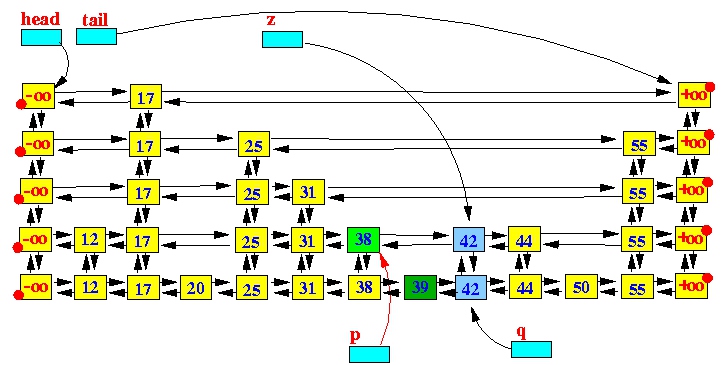 head tail z
-oo 17 +oo
-oo 17 25 55 +oo
-oo 17 25 31 55 +oo
-oo 12 17 25 31 38 42 44 55 +oo
-oo 12 17 20 25 31 38 39 42 44 50 55 +oo
p q